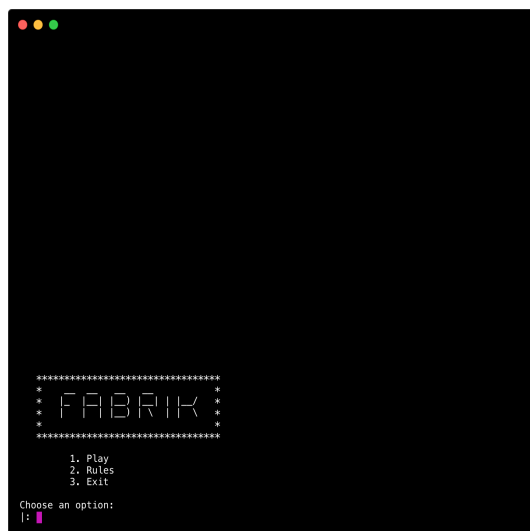 FABRIK
1. Play
2. Rules
3. Exit
Choose an option:
|: